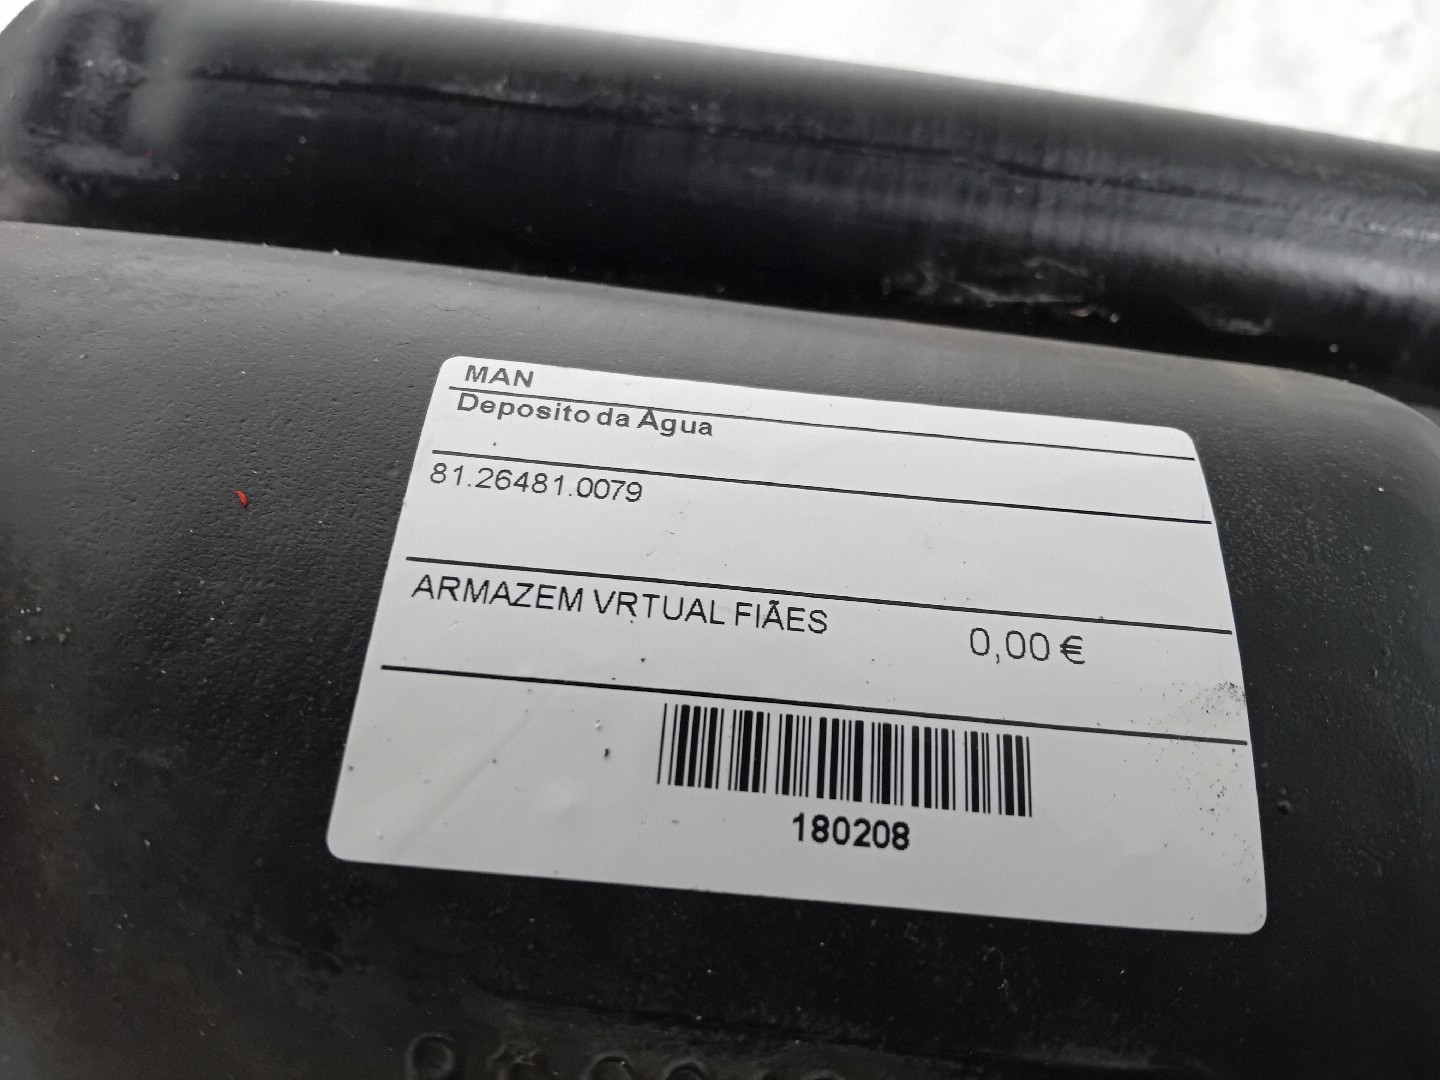 MAN
Deposito da Água
81.26481.0079
ARMAZEM VRTUAL FIÃES
0,00 €
180208